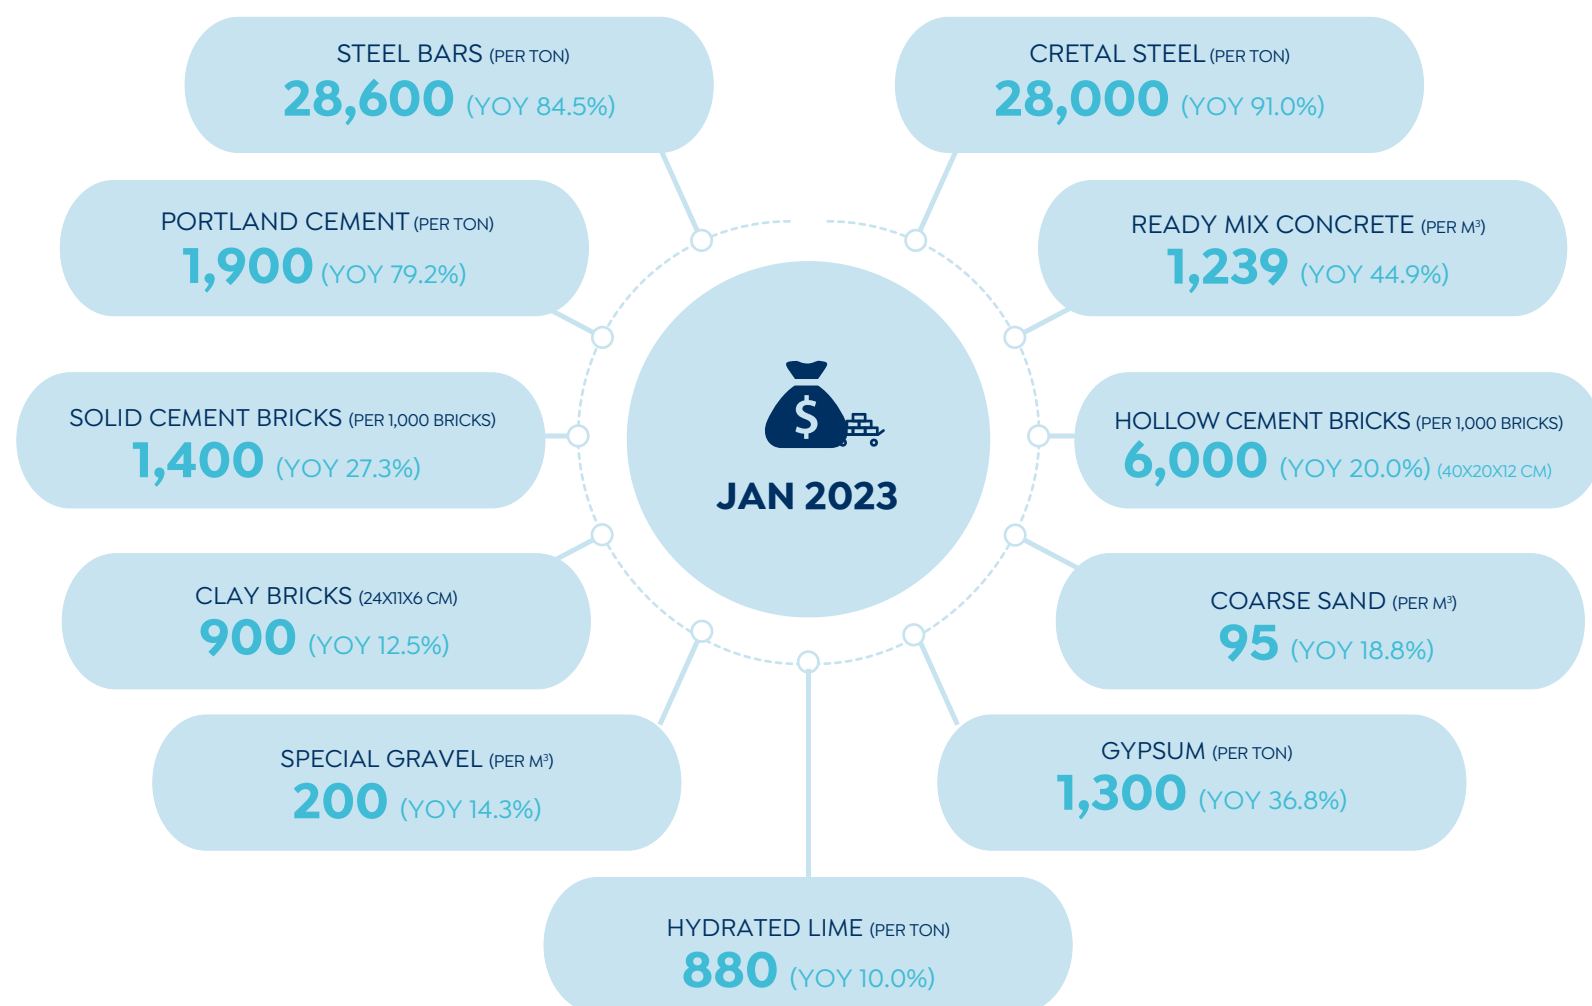 STEEL BARS (PER TON)
28,600 (YOY 84.5%)
CRETAL STEEL (PER TON)
28,000 (YOY 91.0%)
PORTLAND CEMENT (PER TON)
1,900 (YOY 79.2%)
READY MIX CONCRETE (PER M³)
1,239 (YOY 44.9%)
SOLID CEMENT BRICKS (PER 1,000 BRICKS)
1,400 (YOY 27.3%)
$
JAN 2023
HOLLOW CEMENT BRICKS (PER 1,000 BRICKS)
6,000 (YOY 20.0%) (40X20X12 CM)
CLAY BRICKS (24X11X6 CM)
900 (YOY 12.5%)
COARSE SAND (PER M³)
95 (YOY 18.8%)
SPECIAL GRAVEL (PER M³)
200 (YOY 14.3%)
GYPSUM (PER TON)
1,300 (YOY 36.8%)
HYDRATED LIME (PER TON)
880 (YOY 10.0%)